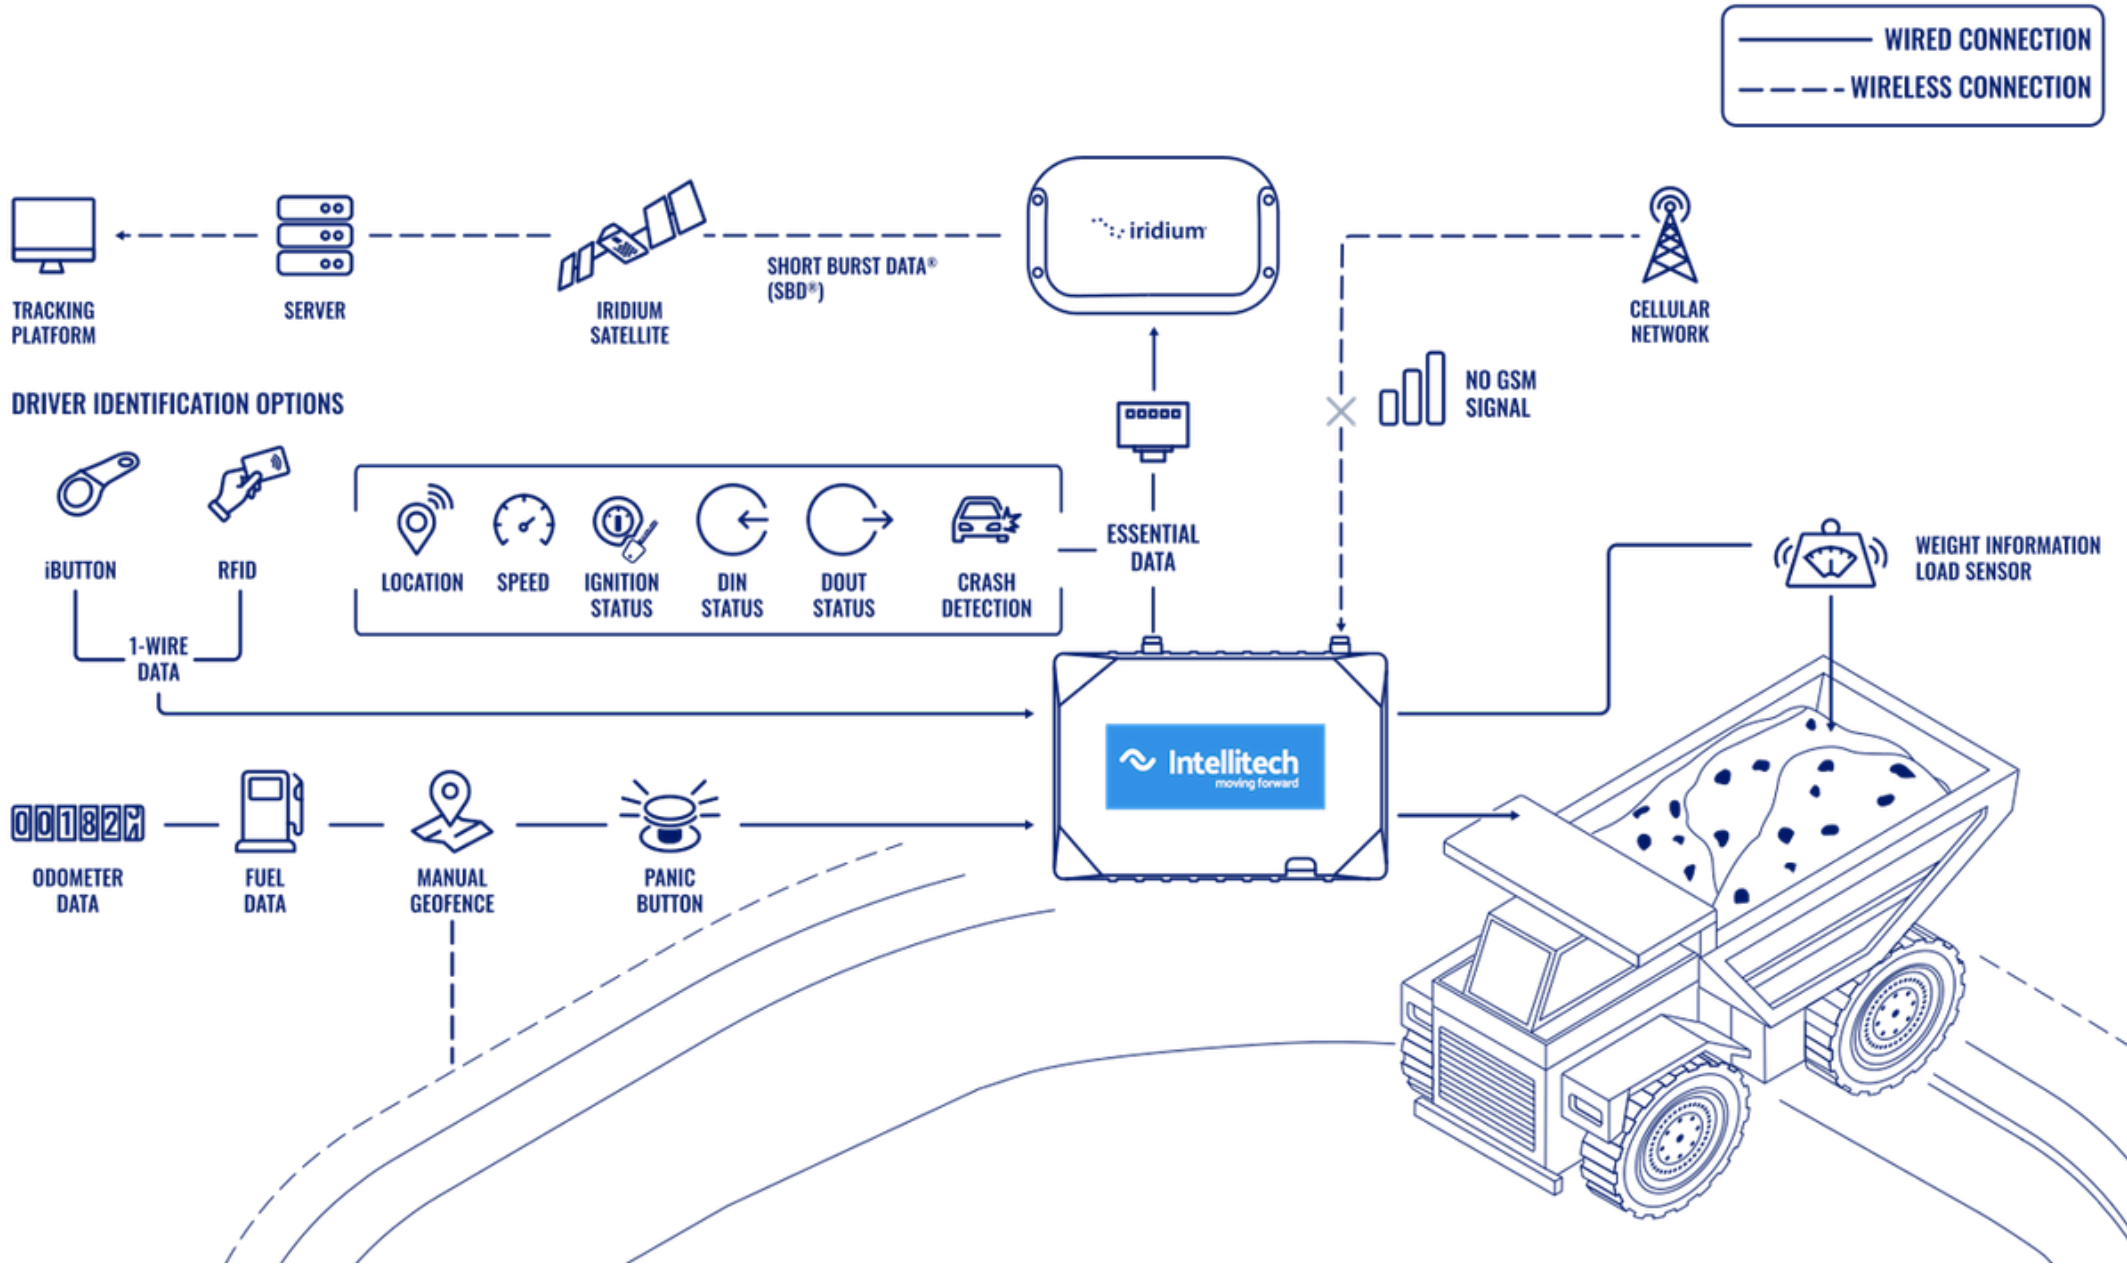 WIRED CONNECTION
WIRELESS CONNECTION
iridium
SHORT BURST DATA®
(SBD®)
TRACKING
PLATFORM
SERVER
IRIDIUM
SATELLITE
CELLULAR
NETWORK
NO GSM
SIGNAL
DRIVER IDENTIFICATION OPTIONS
iBUTTON
RFID
1-WIRE
DATA
LOCATION
SPEED
IGNITION
STATUS
DIN
STATUS
DOUT
STATUS
CRASH
DETECTION
ESSENTIAL
DATA
WEIGHT INFORMATION
LOAD SENSOR
Intellitech
moving forward
00182
ODOMETER
DATA
FUEL
DATA
MANUAL
GEOFENCE
PANIC
BUTTON